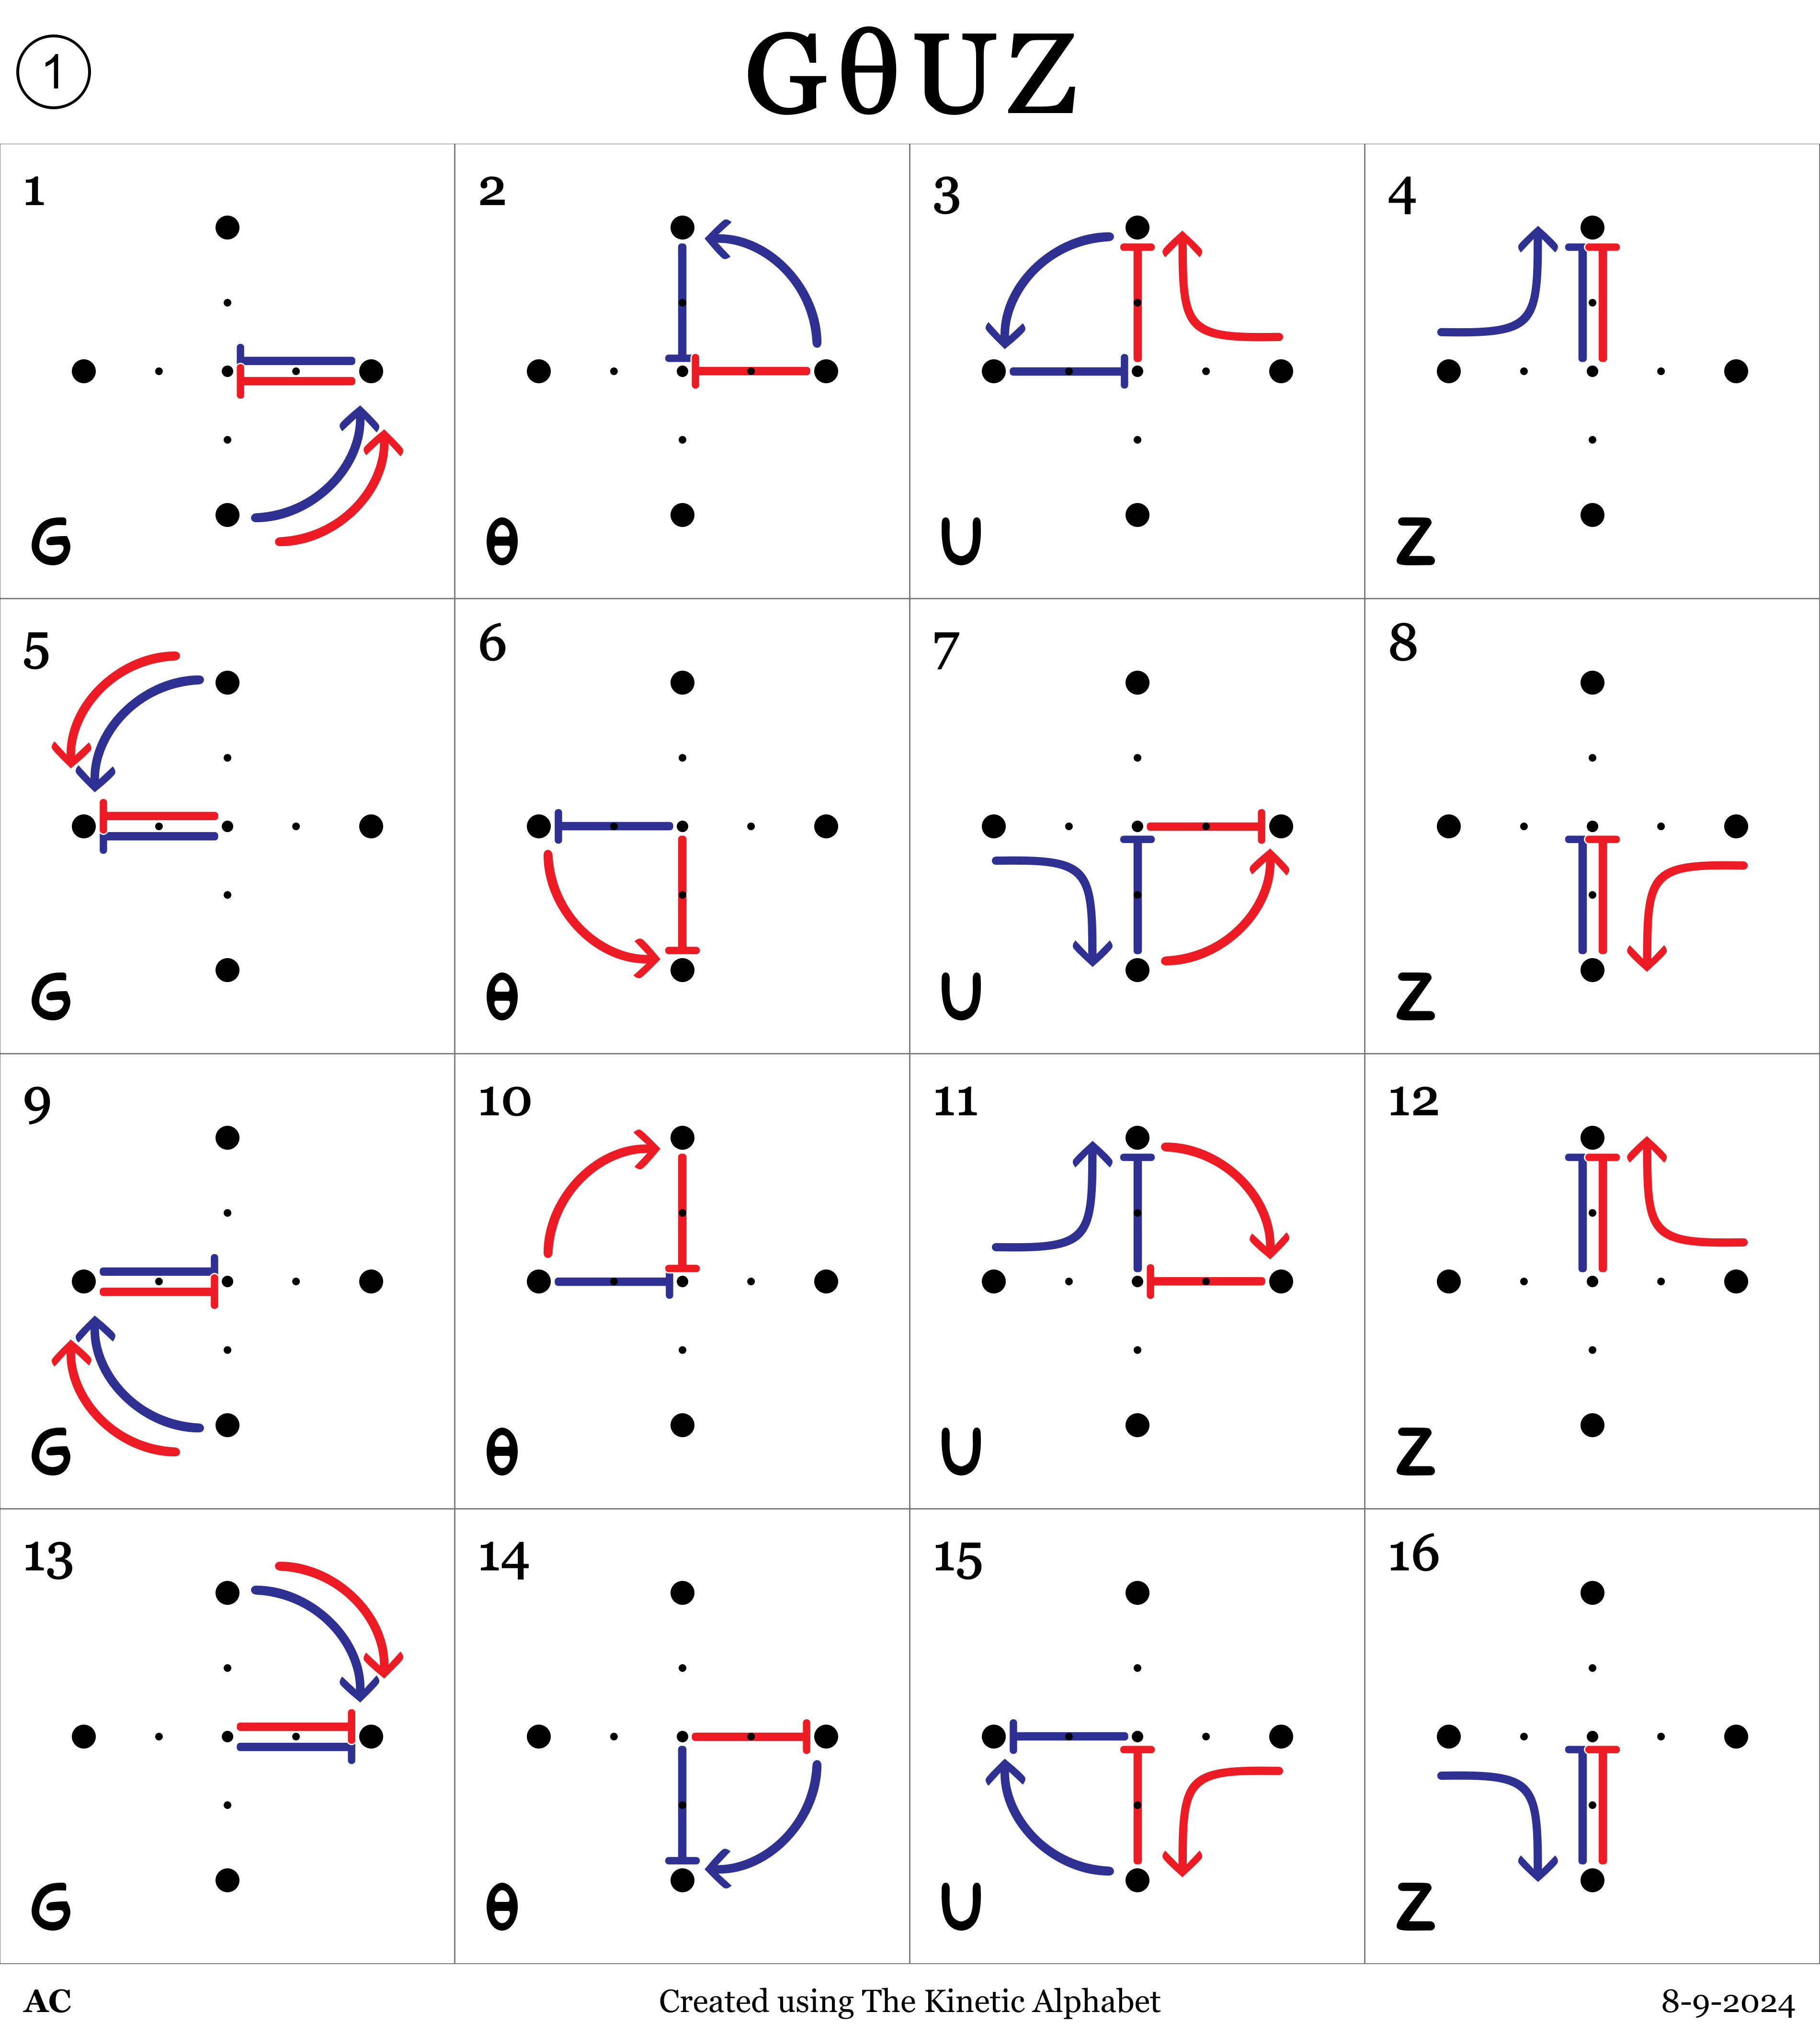 1
GθUZ
1
2
3
4
G
θ
U
Z
5
6
7
8
G
θ
U
Z
9
10
11
12
G
θ
U
Z
13
14
15
16
G
θ
U
Z
AC
Created using The Kinetic Alphabet
8-9-2024